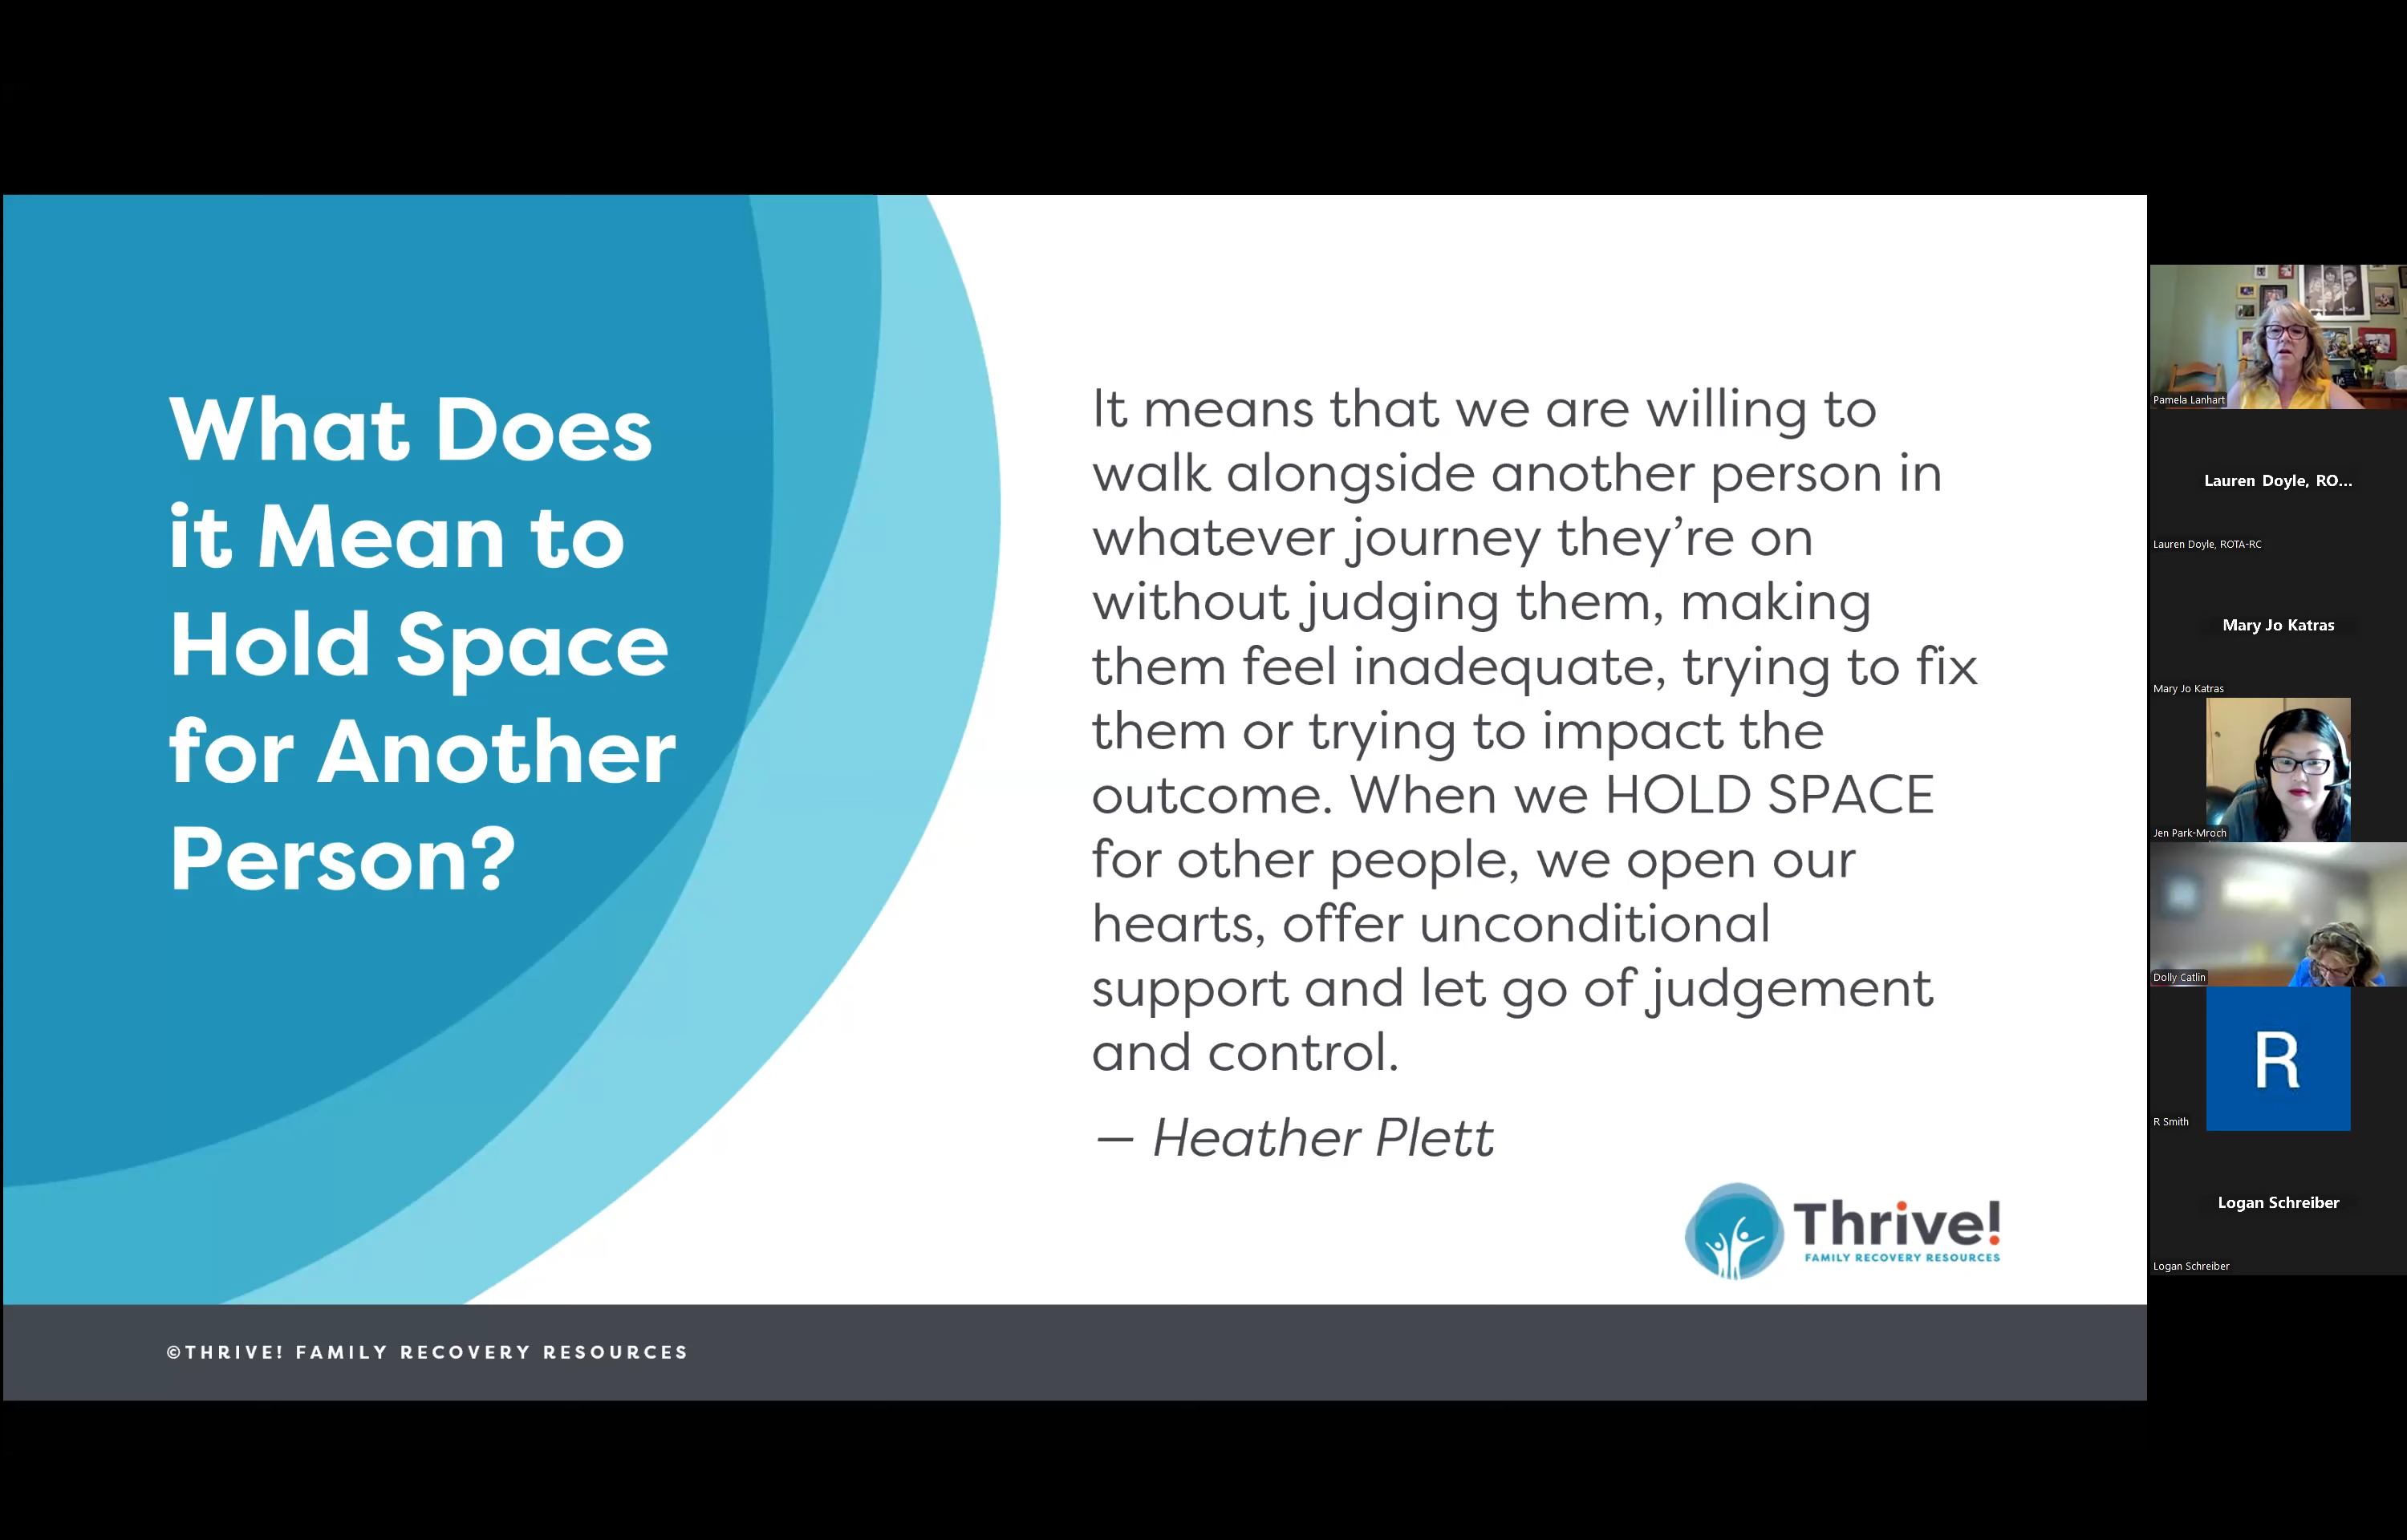 What Does
it Mean to
Hold Space
for Another
Person?
It means that we are willing to
walk alongside another person in
whatever journey they’re on
without judging them, making
them feel inadequate, trying to fix
them or trying to impact the
outcome. When we HOLD SPACE
for other people, we open our
hearts, offer unconditional
support and let go of judgement
and control.
— Heather Plett
Thrive!
FAMILY RECOVERY RESOURCES
©THRIVE! FAMILY RECOVERY RESOURCES
Pamela Lanhart
Lauren Doyle, RO...
Lauren Doyle, ROTA-RC
Mary Jo Katras
Mary Jo Katras
Jen Park-Mroch
Dolly Catlin
R
R Smith
Logan Schreiber
Logan Schreiber